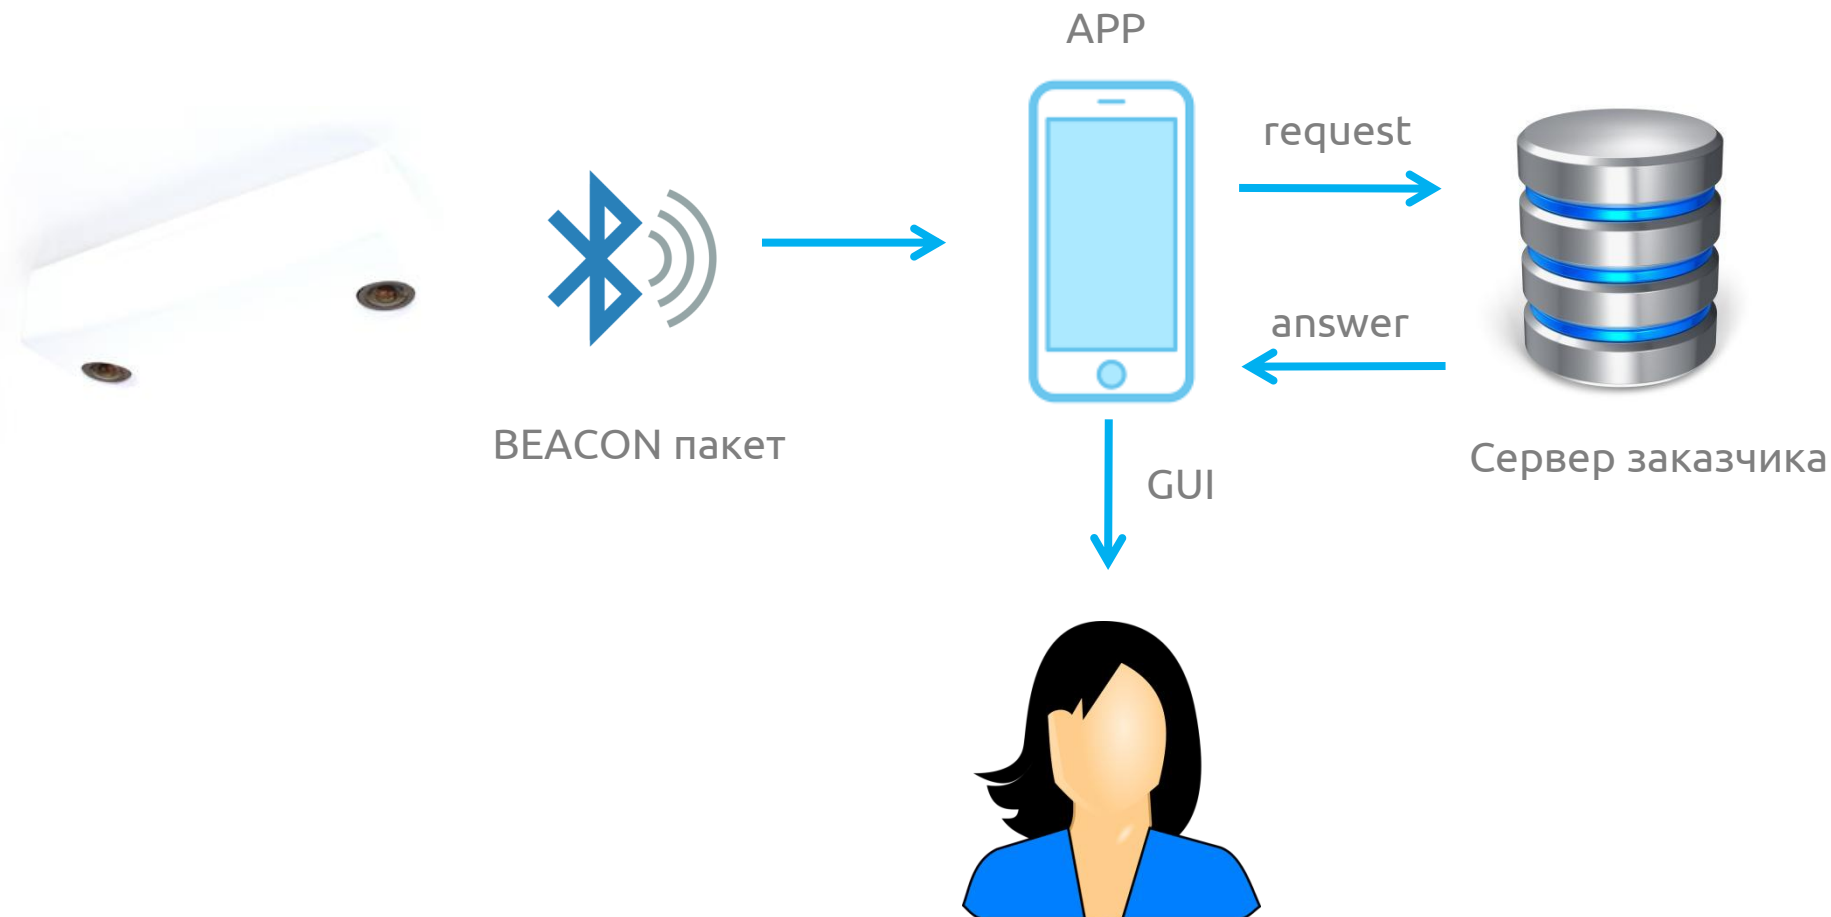 APP
request
answer
BEACON пакет
Сервер заказчика
GUI